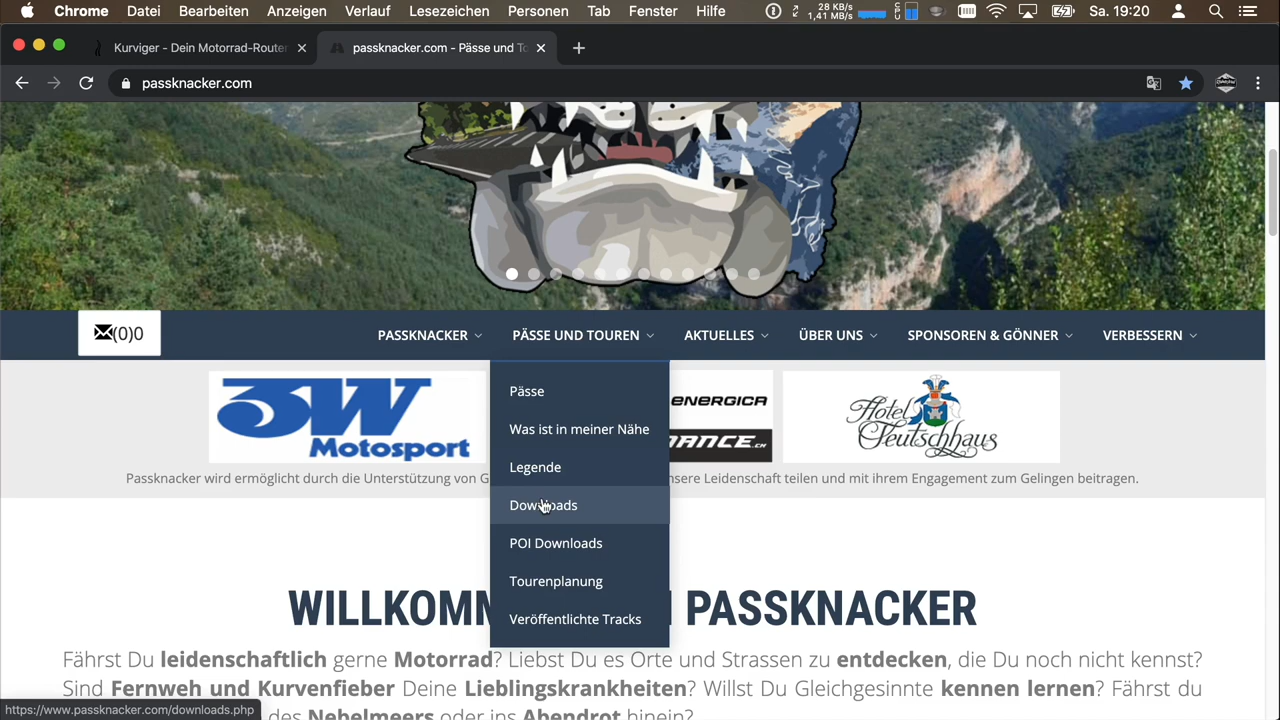 Chrome Datei Bearbeiten Anzeigen Verlauf Lesezeichen Personen Tab Fenster Hilfe 28 KB/s 1,41 MB/s Sa. 19:20
Kurviger - Dein Motorrad-Router passknacker.com - Pässe und To
passknacker.com
(0)0 PASSKNACKER PÄSSE UND TOUREN AKTUELLES ÜBER UNS SPONSOREN & GÖNNER VERBESSERN
Pässe
Was ist in meiner Nähe
Legende
Downloads
POI Downloads
Tourenplanung
Veröffentlichte Tracks
3W Motosport
ENERGICA
Hotel Teutschhaus
Passknacker wird ermöglicht durch die Unterstützung von G nsere Leidenschaft teilen und mit ihrem Engagement zum Gelingen beitragen.
WILLKOMM PASSKNACKER
Fährst Du leidenschaftlich gerne Motorrad? Liebst Du es Orte und Strassen zu entdecken, die Du noch nicht kennst?
Sind Fernweh und Kurvenfieber Deine Lieblingskrankheiten? Willst Du Gleichgesinnte kennen lernen? Fährst du
des Nebelmeers oder ins Abendrot hinein?
https://www.passknacker.com/downloads.php